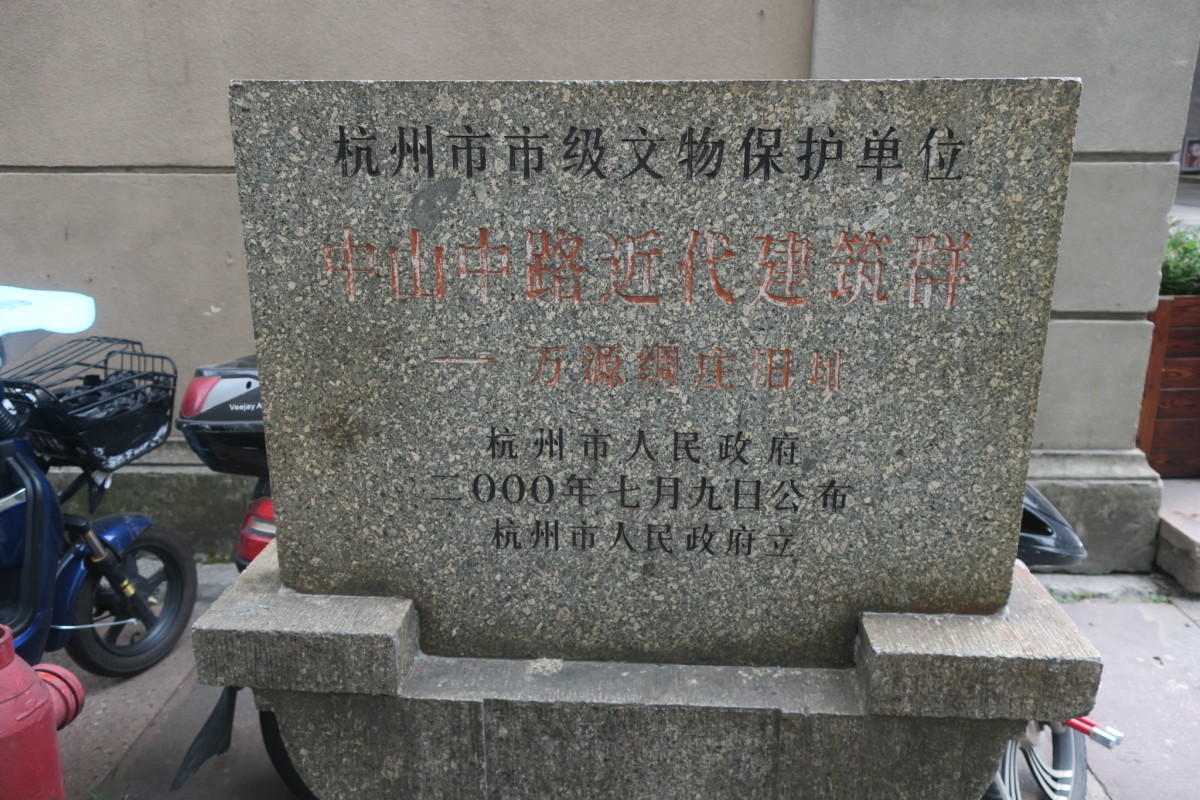 杭州市市级文物保护单位
中山中路近代建筑群
一 万源绸庄旧址
杭州市人民政府
二000年七月九日公布
杭州市人民政府立
Veejay